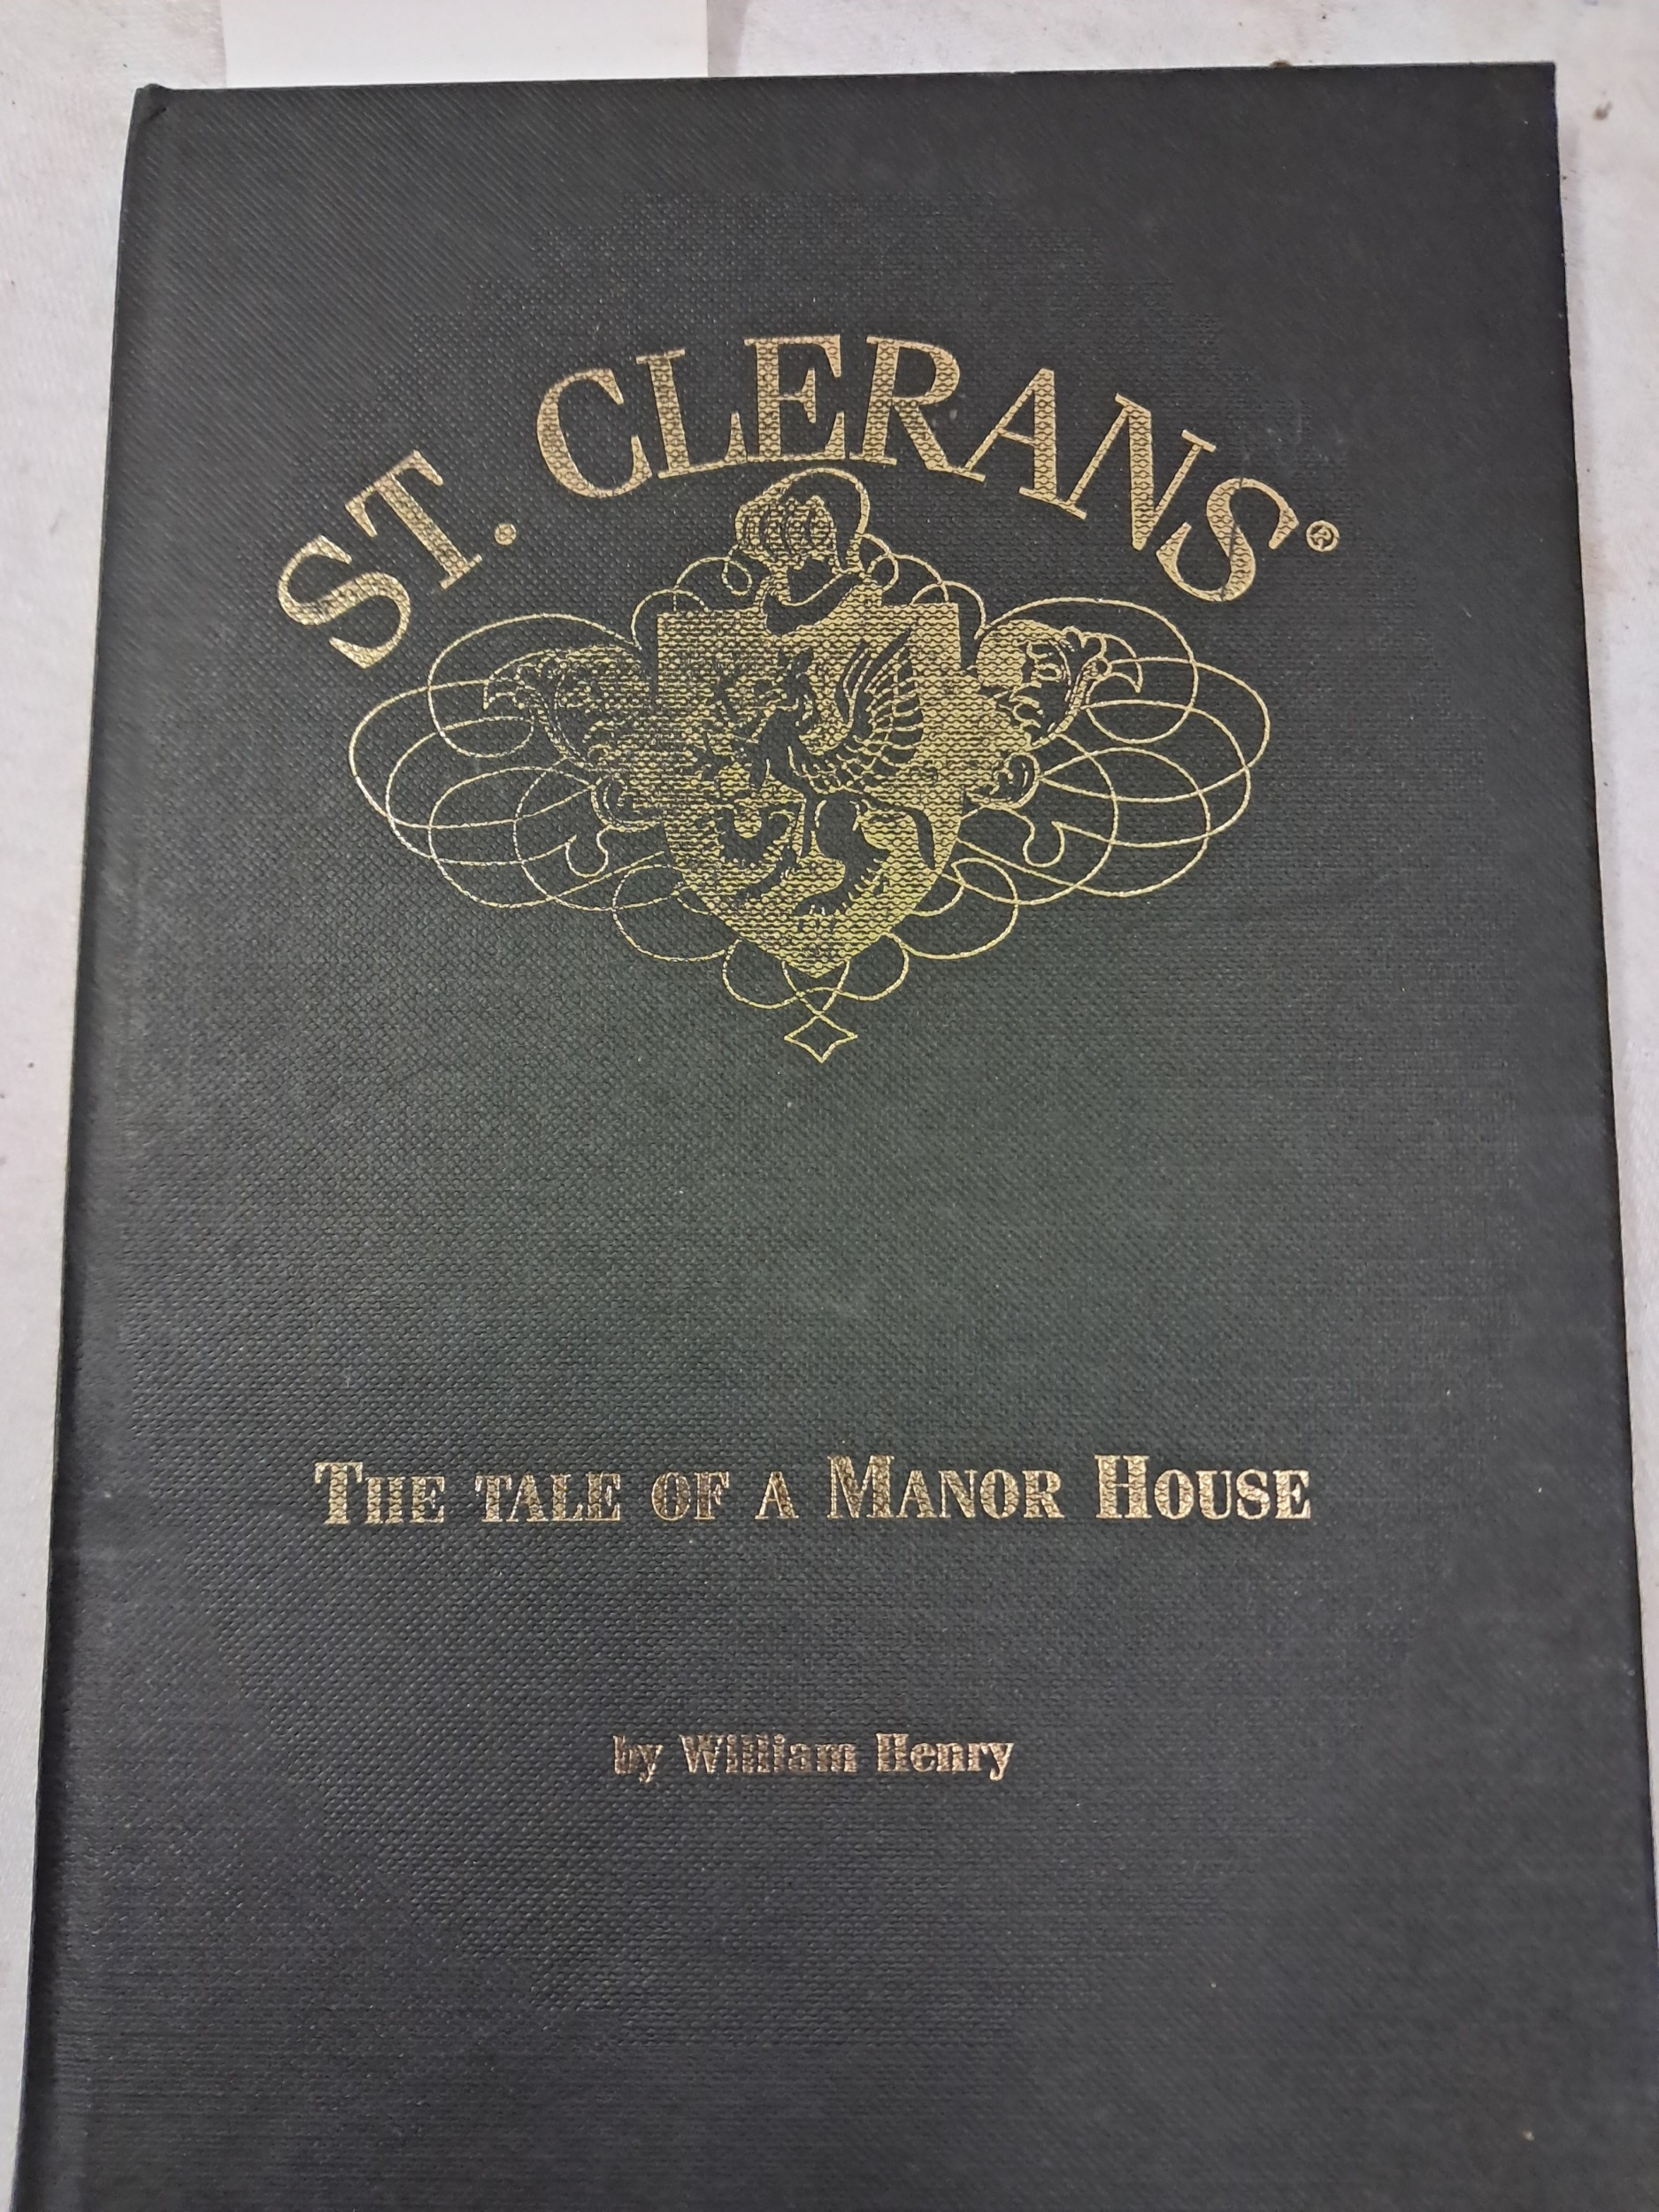 ST. CLERANS®
THE TALE OF A MANOR HOUSE
by William Henry